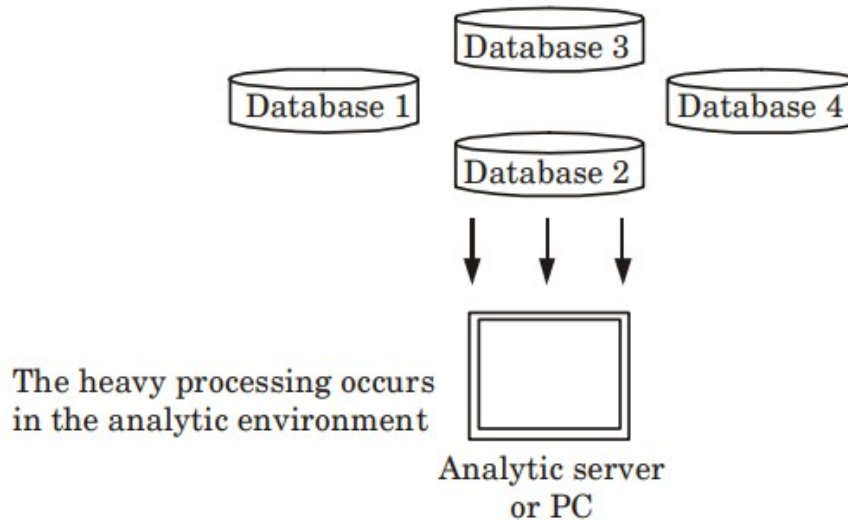 Database 3
Database 1
Database 4
Database 2
The heavy processing occurs
in the analytic environment
Analytic server
or PC